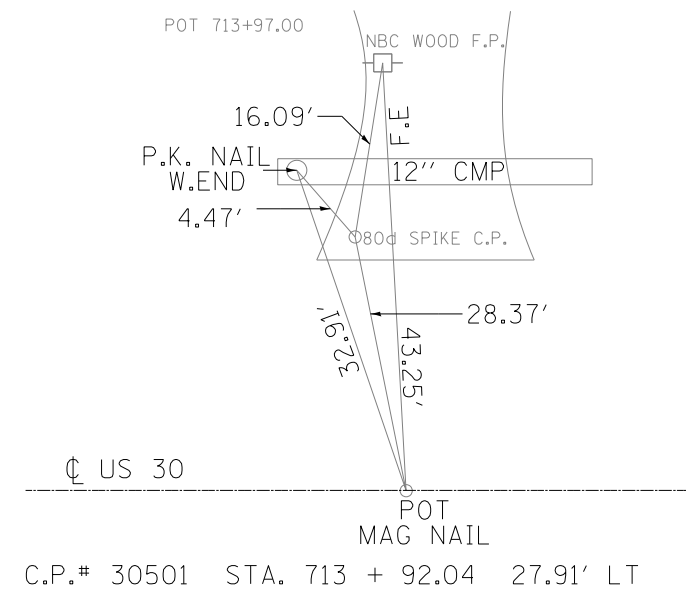 POT 713+97.00
NBC WOOD F.P.
16.09'
F.E
P.K. NAIL
W.END
12'' CMP
4.47'
80d SPIKE C.P.
28.37'
32.91'
43.25'
℄ US 30
POT
MAG NAIL
C.P.# 30501 STA. 713 + 92.04 27.91' LT